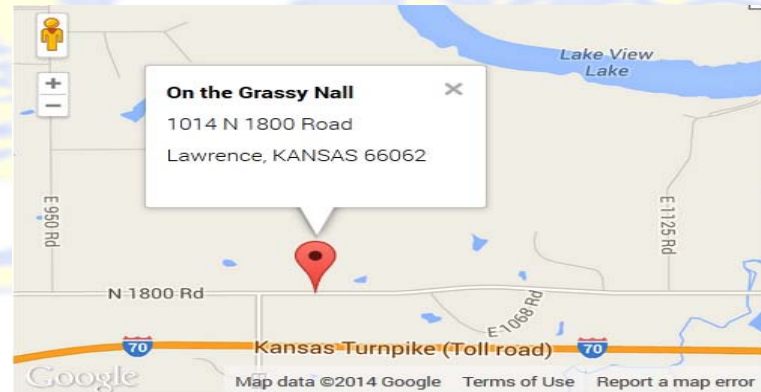 Lake View
Lake
On the Grassy Nall
1014 N 1800 Road
Lawrence, KANSAS 66062
E 950 Rd
E 1125 Rd
N 1800 Rd
E 1068 Rd
70
Kansas Turnpike (Toll road)
70
Google
Map data ©2014 Google Terms of Use Report a map error